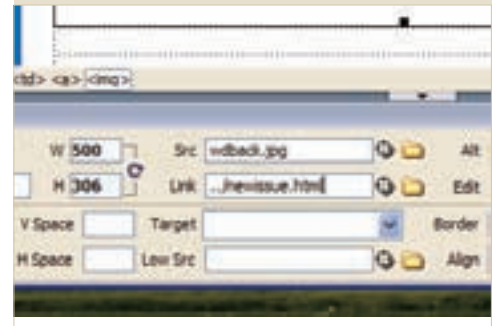 <td> <a> <img>
W 500 Src wdback.jpg Alt
H 306 Link ../newissue.html Edit
V Space Target Border
H Space Low Src Align